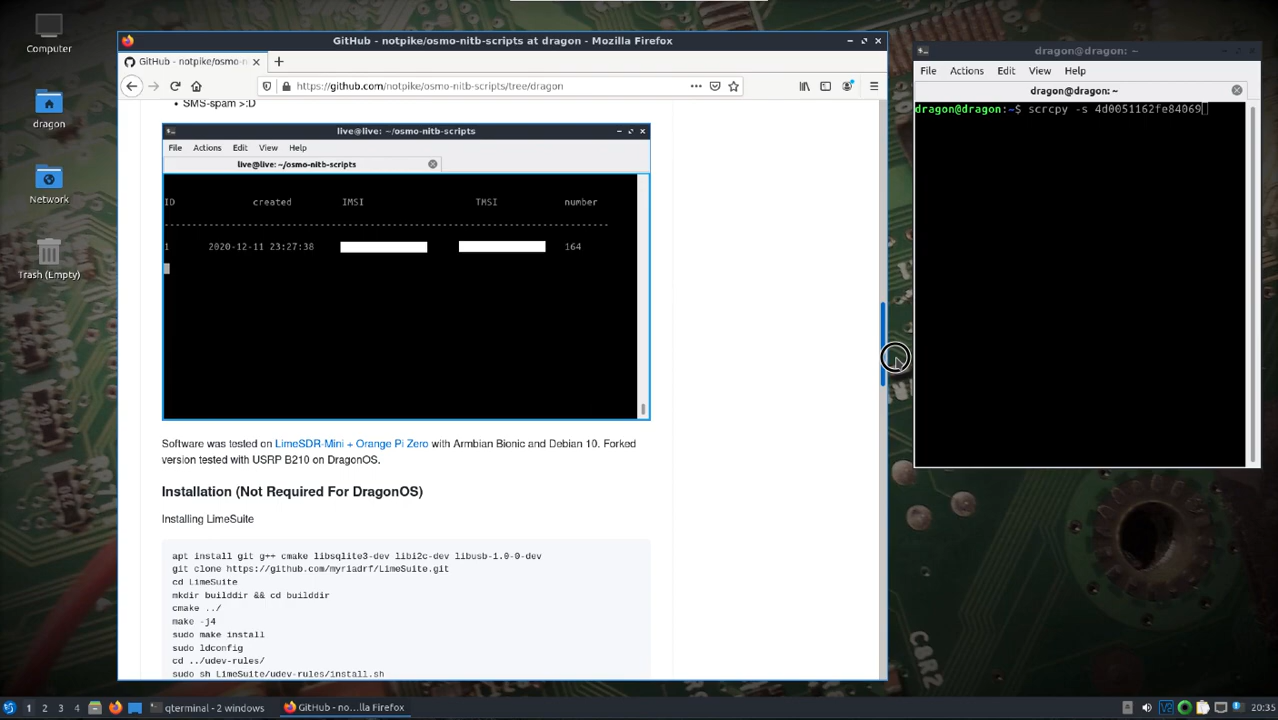 Computer
dragon
Network
Trash (Empty)
GitHub - notpike/osmo-nitb-scripts at dragon - Mozilla Firefox
GitHub - notpike/osmo-n
https://github.com/notpike/osmo-nitb-scripts/tree/dragon
• SMS-spam >:D
live@live: ~/osmo-nitb-scripts
File Actions Edit View Help
live@live: ~/osmo-nitb-scripts
ID created IMSI TMSI number
------------------------------------------------------------------------------------
1 2020-12-11 23:27:38 164
Software was tested on LimeSDR-Mini + Orange Pi Zero with Armbian Bionic and Debian 10. Forked
version tested with USRP B210 on DragonOS.
Installation (Not Required For DragonOS)
Installing LimeSuite
apt install git g++ cmake libsqlite3-dev libi2c-dev libusb-1.0-0-dev
git clone https://github.com/myriadrf/LimeSuite.git
cd LimeSuite
mkdir builddir && cd builddir
cmake ../
make -j4
sudo make install
sudo ldconfig
cd ../udev-rules/
sudo sh LimeSuite/udev-rules/install.sh
dragon@dragon: ~
File Actions Edit View Help
dragon@dragon: ~
dragon@dragon:~$ scrcpy -s 4d0051162fe84069
1 2 3 4 qterminal - 2 windows GitHub - no…lla Firefox V2 20:35